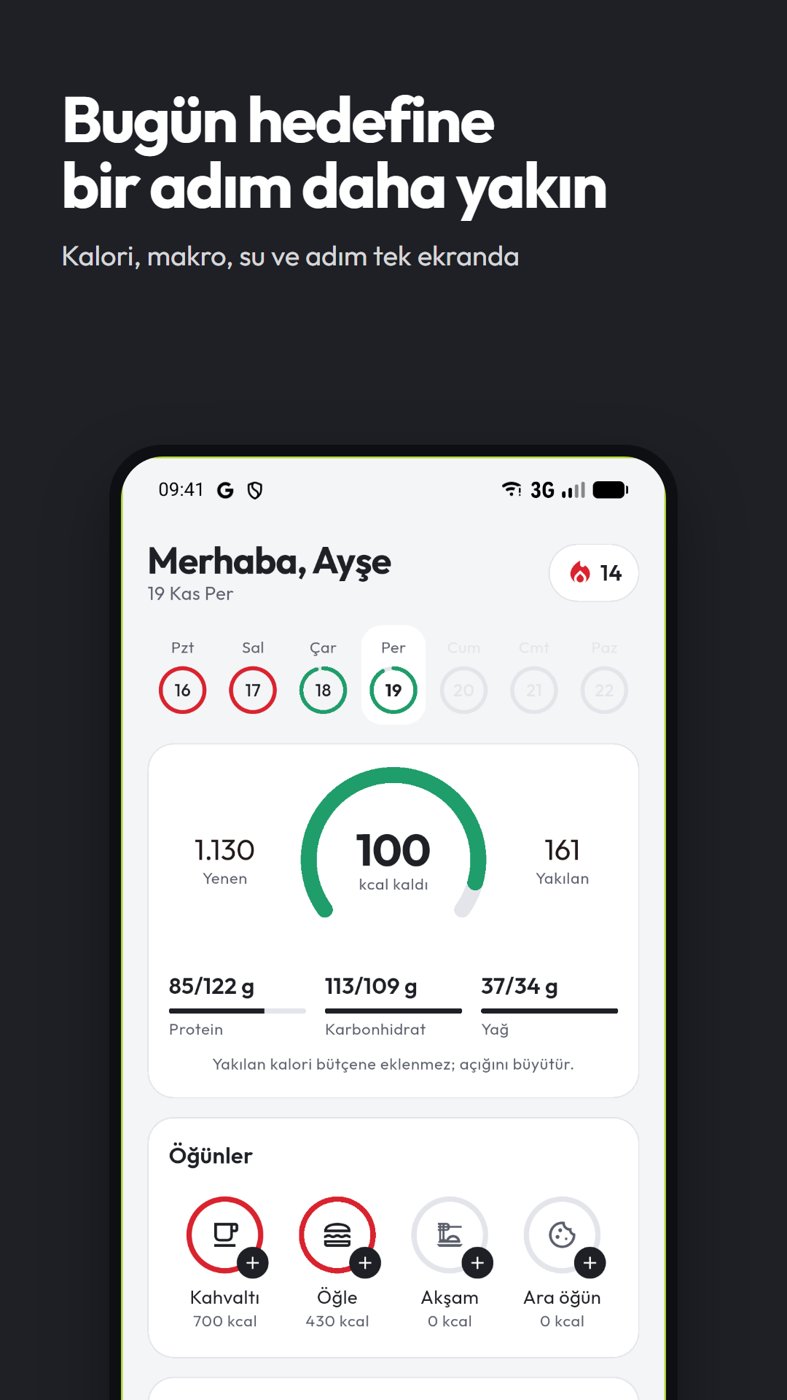 Bugün hedefine
bir adım daha yakın
Kalori, makro, su ve adım tek ekranda
09:41 G 3G
Merhaba, Ayşe
19 Kas Per
14
Pzt Sal Çar Per Cum Cmt Paz
16 17 18 19 20 21 22
1.130
Yenen
100
kcal kaldı
161
Yakılan
85/122 g 113/109 g 37/34 g
Protein Karbonhidrat Yağ
Yakılan kalori bütçene eklenmez; açığını büyütür.
Öğünler
Kahvaltı Öğle Akşam Ara öğün
700 kcal 430 kcal 0 kcal 0 kcal